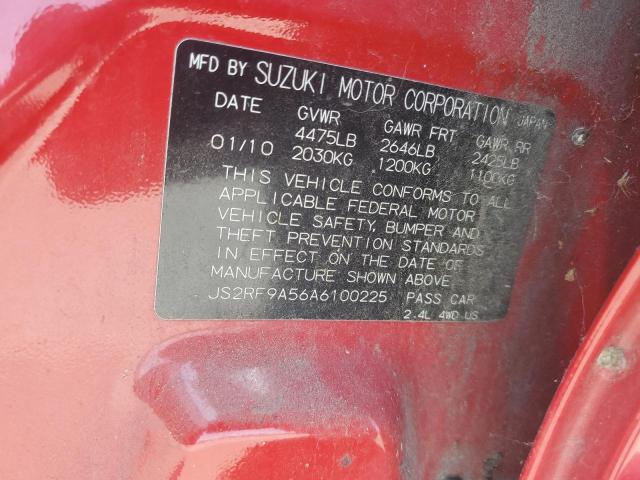 MFD BY SUZUKI MOTOR CORPORATION JAPAN
DATE GVWR GAWR FRT GAWR RR
4475LB 2646LB 2425LB
01/10 2030KG 1200KG 1100KG
THIS VEHICLE CONFORMS TO ALL
APPLICABLE FEDERAL MOTOR
VEHICLE SAFETY, BUMPER AND
THEFT PREVENTION STANDARDS
IN EFFECT ON THE DATE OF
MANUFACTURE SHOWN ABOVE
JS2RF9A56A6100225 PASS CAR
2.4L 4WD US